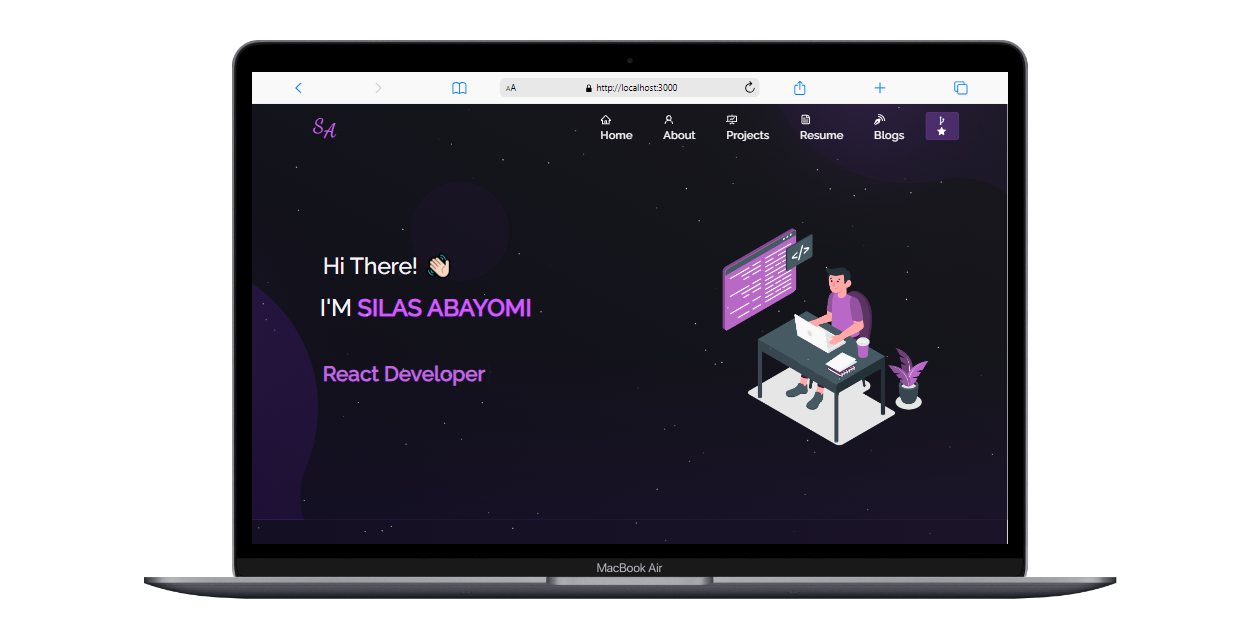 AA http://localhost:3000
SA
Home About Projects Resume Blogs
</>
Hi There! 👋🏻
I'M SILAS ABAYOMI
React Developer
MacBook Air